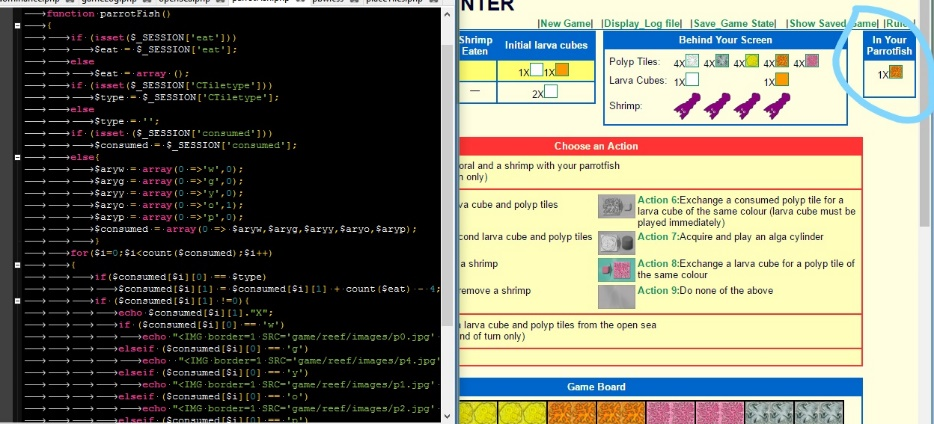 function parrotFish()
{
if (isset($_SESSION['eat']))
$eat = $_SESSION['eat'];
else
$eat = array ();
if (isset($_SESSION['CTiletype']))
$type = $_SESSION['CTiletype'];
else
$type = '';
if (isset ($_SESSION['consumed']))
$consumed = $_SESSION['consumed'];
else{
$aryw = array(0 =>'w',0);
$aryg = array(0 =>'g',0);
$aryy = array(0 =>'y',0);
$aryo = array(0 =>'o',1);
$aryp = array(0 =>'p',0);
$consumed = array(0 => $aryw,$aryg,$aryy,$aryo,$aryp);
}
for($i=0;$i<count($consumed);$i++)
{
if($consumed[$i][0] == $type)
$consumed[$i][1] = $consumed[$i][1] + count($eat) - 4;
if ($consumed[$i][1] !=0){
echo $consumed[$i][1]."X";
if ($consumed[$i][0] == 'w')
echo "<IMG border=1 SRC='game/reef/images/p0.jpg'
elseif ($consumed[$i][0] == 'g')
echo "<IMG border=1 SRC='game/reef/images/p4.jpg'
elseif ($consumed[$i][0] == 'y')
echo "<IMG border=1 SRC='game/reef/images/p1.jpg'
elseif ($consumed[$i][0] == 'o')
echo "<IMG border=1 SRC='game/reef/images/p2.jpg'
elseif ($consumed[$i][0] == 'p')
NTER
|New Game| |Display_Log file| |Save_Game State| |Show Saved Game| |Rules
Shrimp
Eaten
Initial larva cubes
1X 1X
—
2X
Behind Your Screen
Polyp Tiles: 4X 4X 4X 4X 4X
Larva Cubes: 1X 1X
Shrimp:
In Your
Parrotfish
1X
Choose an Action
oral and a shrimp with your parrotfish
n only)
va cube and polyp tiles
cond larva cube and polyp tiles
a shrimp
remove a shrimp
Action 6:Exchange a consumed polyp tile for a
larva cube of the same colour (larva cube must be
played immediately)
Action 7:Acquire and play an alga cylinder
Action 8:Exchange a larva cube for a polyp tile of
the same colour
Action 9:Do none of the above
larva cube and polyp tiles from the open sea
nd of turn only)
Game Board